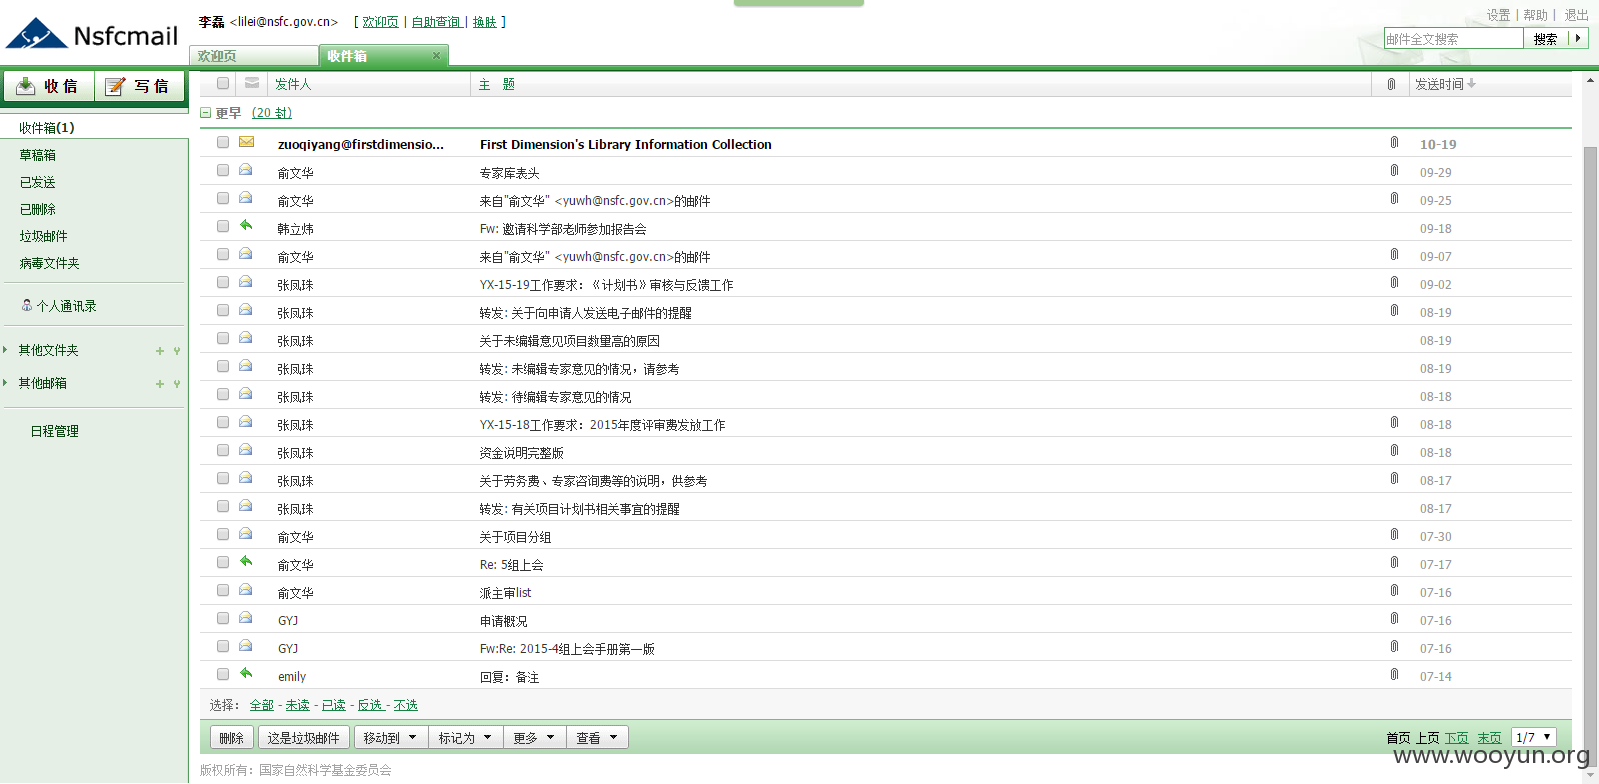 Nsfcmail
李磊 <lilei@nsfc.gov.cn> [ 欢迎页 | 自助查询 | 换肤 ]
设置 | 帮助 | 退出
邮件全文搜索 搜索
欢迎页 收件箱 ×
收信 写信
收件箱(1)
草稿箱
已发送
已删除
垃圾邮件
病毒文件夹
个人通讯录
其他文件夹
其他邮箱
日程管理
发件人 主 题 发送时间
更早 (20 封)
zuoqiyang@firstdimensio... First Dimension's Library Information Collection 10-19
俞文华 专家库表头 09-29
俞文华 来自"俞文华" <yuwh@nsfc.gov.cn>的邮件 09-25
韩立炜 Fw: 邀请科学部老师参加报告会 09-18
俞文华 来自"俞文华" <yuwh@nsfc.gov.cn>的邮件 09-07
张凤珠 YX-15-19工作要求：《计划书》审核与反馈工作 09-02
张凤珠 转发: 关于向申请人发送电子邮件的提醒 08-19
张凤珠 关于未编辑意见项目数量高的原因 08-19
张凤珠 转发: 未编辑专家意见的情况，请参考 08-19
张凤珠 转发: 待编辑专家意见的情况 08-18
张凤珠 YX-15-18工作要求：2015年度评审费发放工作 08-18
张凤珠 资金说明完整版 08-18
张凤珠 关于劳务费、专家咨询费等的说明，供参考 08-17
张凤珠 转发: 有关项目计划书相关事宜的提醒 08-17
俞文华 关于项目分组 07-30
俞文华 Re: 5组上会 07-17
俞文华 派主审list 07-16
GYJ 申请概况 07-16
GYJ Fw:Re: 2015-4组上会手册第一版 07-16
emily 回复：备注 07-14
选择： 全部 - 未读 - 已读 - 反选 - 不选
删除 这是垃圾邮件 移动到 标记为 更多 查看 首页 上页 下页 末页 1/7
www.wooyun.org
版权所有：国家自然科学基金委员会